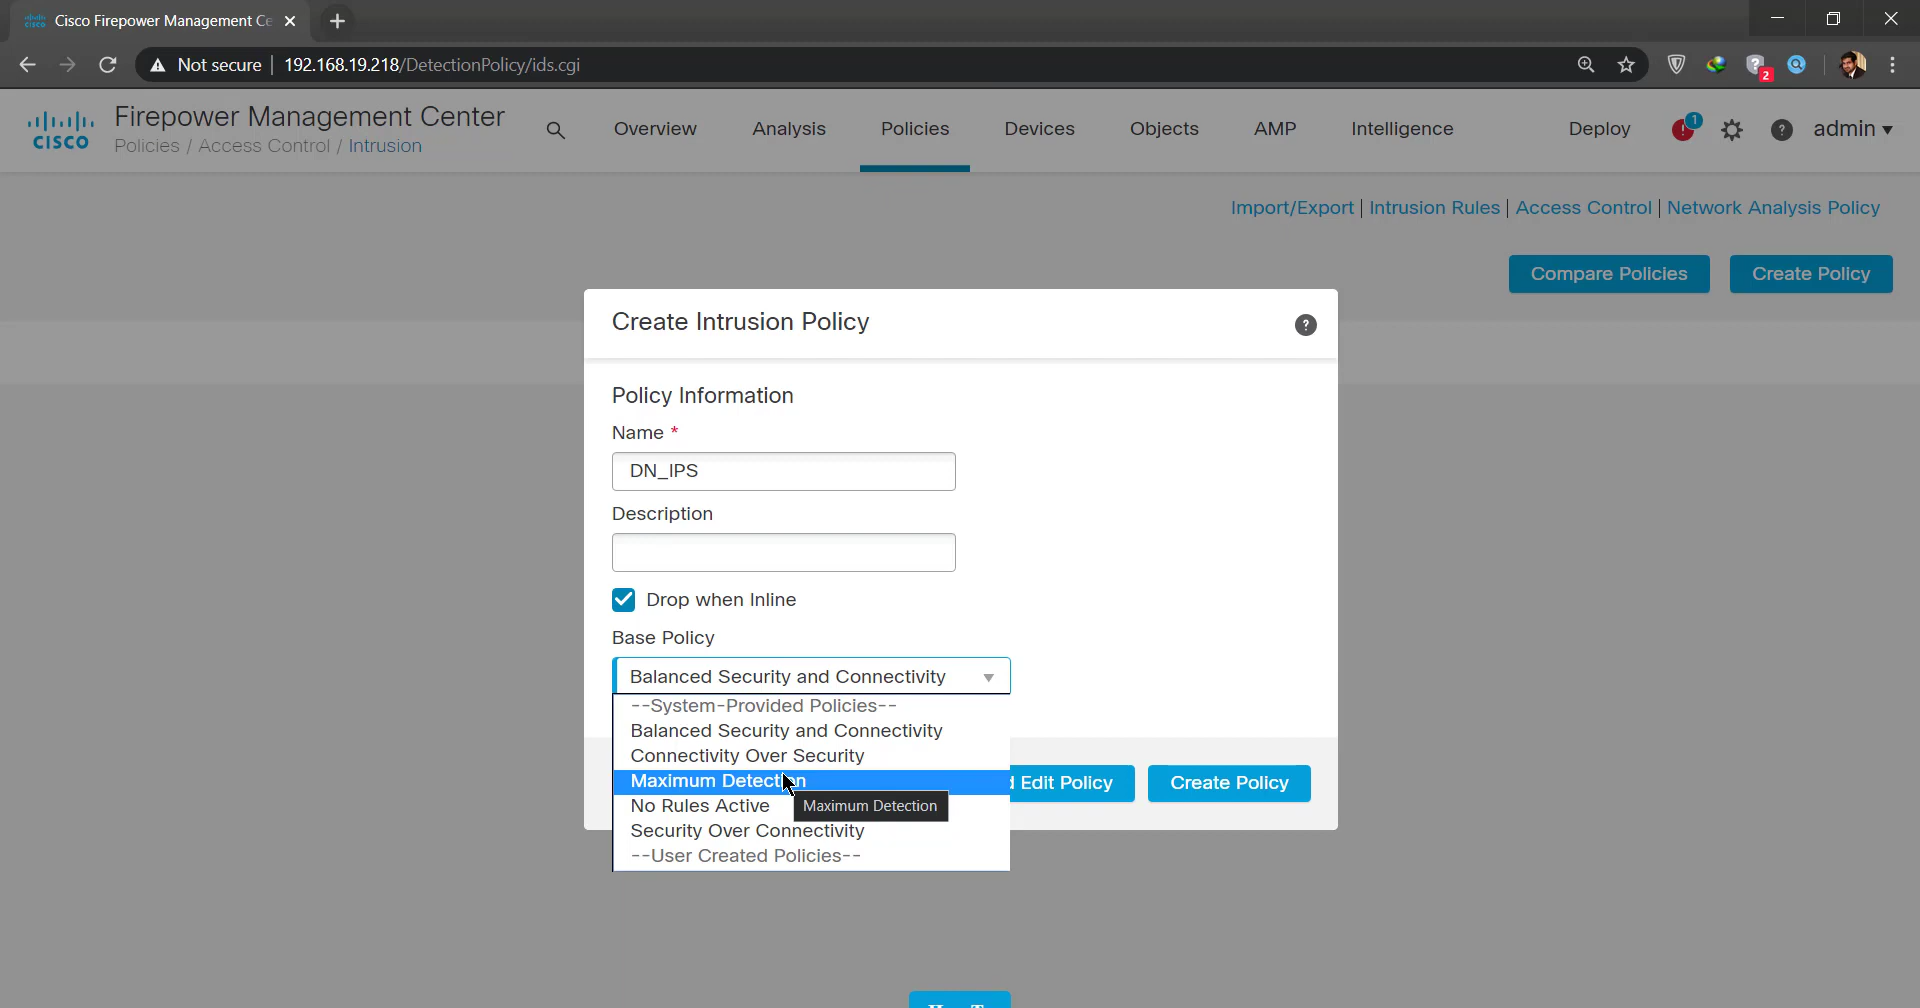 Cisco Firepower Management Ce
Not secure
192.168.19.218/DetectionPolicy/ids.cgi
2
CISCO
Firepower Management Center
Policies / Access Control / Intrusion
Overview
Analysis
Policies
Devices
Objects
AMP
Intelligence
Deploy
1
admin
Import/Export | Intrusion Rules | Access Control | Network Analysis Policy
Compare Policies
Create Policy
Create Intrusion Policy
?
Policy Information
Name *
DN_IPS
Description
Drop when Inline
Base Policy
Balanced Security and Connectivity
--System-Provided Policies--
Balanced Security and Connectivity
Connectivity Over Security
Maximum Detection
No Rules Active
Maximum Detection
Security Over Connectivity
--User Created Policies--
Edit Policy
Create Policy